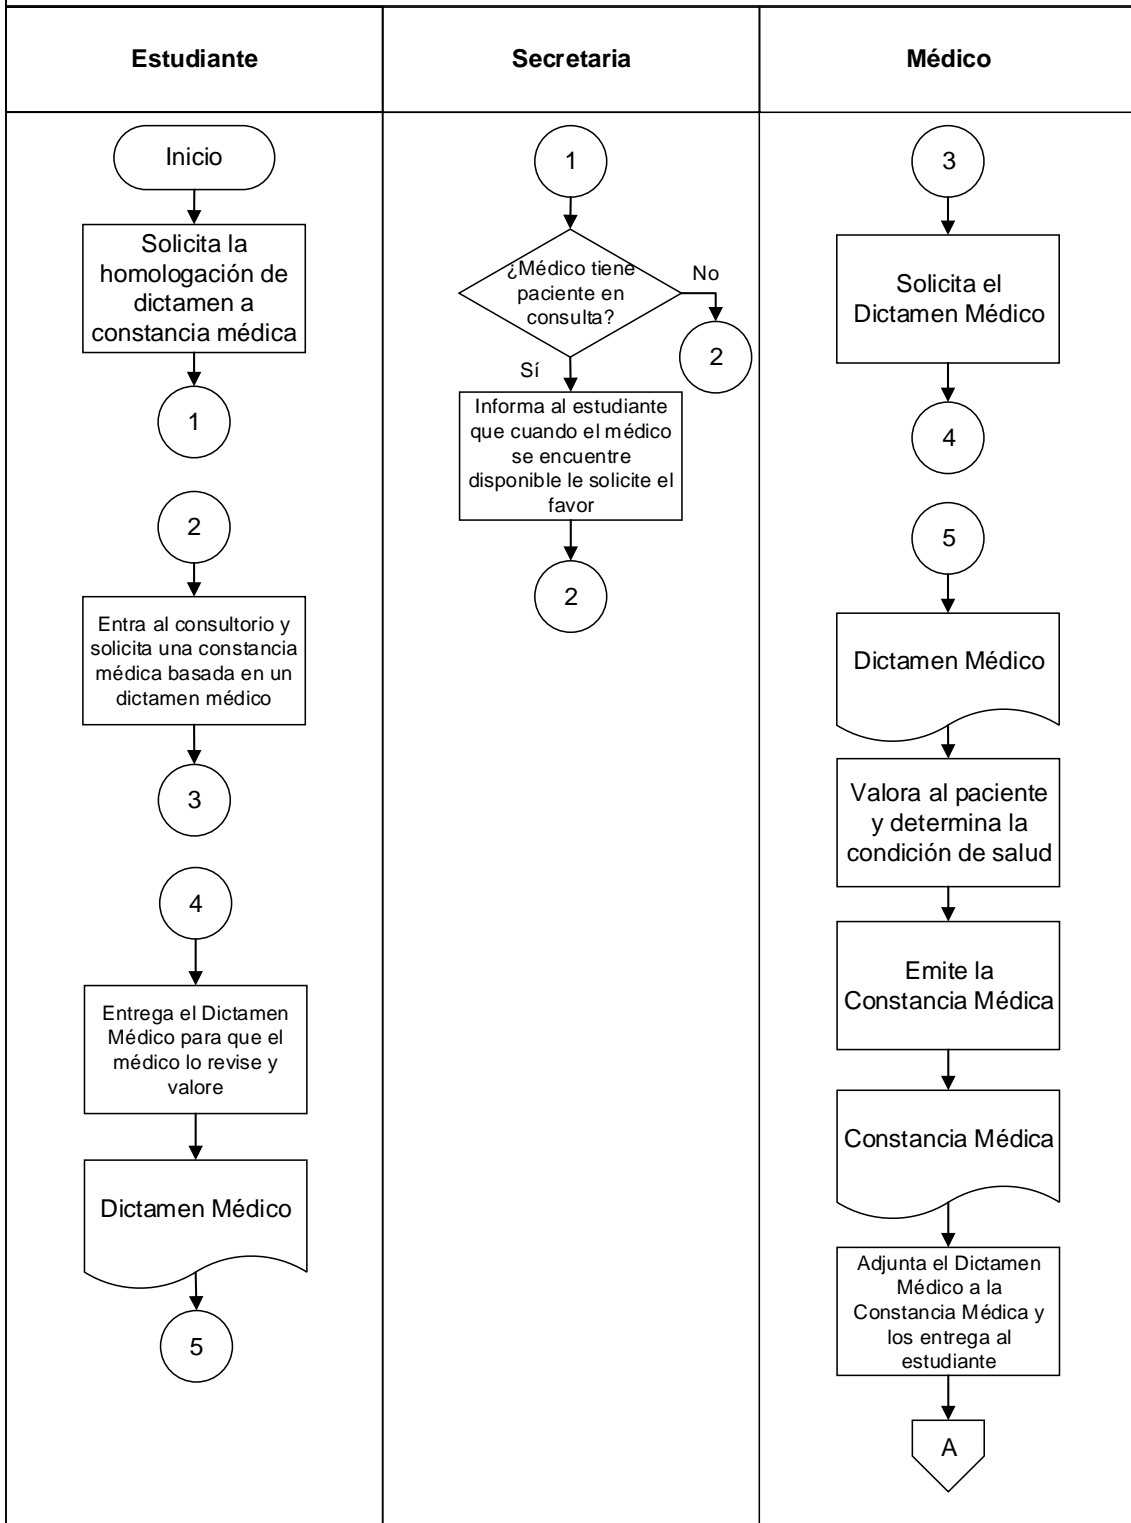 Estudiante
Secretaria
Médico
Inicio
Solicita la
homologación de
dictamen a
constancia médica
1
2
Entra al consultorio y
solicita una constancia
médica basada en un
dictamen médico
3
4
Entrega el Dictamen
Médico para que el
médico lo revise y
valore
Dictamen Médico
5
1
¿Médico tiene
paciente en
consulta?
No
2
Sí
Informa al estudiante
que cuando el médico
se encuentre
disponible le solicite el
favor
2
3
Solicita el
Dictamen Médico
4
5
Dictamen Médico
Valora al paciente
y determina la
condición de salud
Emite la
Constancia Médica
Constancia Médica
Adjunta el Dictamen
Médico a la
Constancia Médica y
los entrega al
estudiante
A